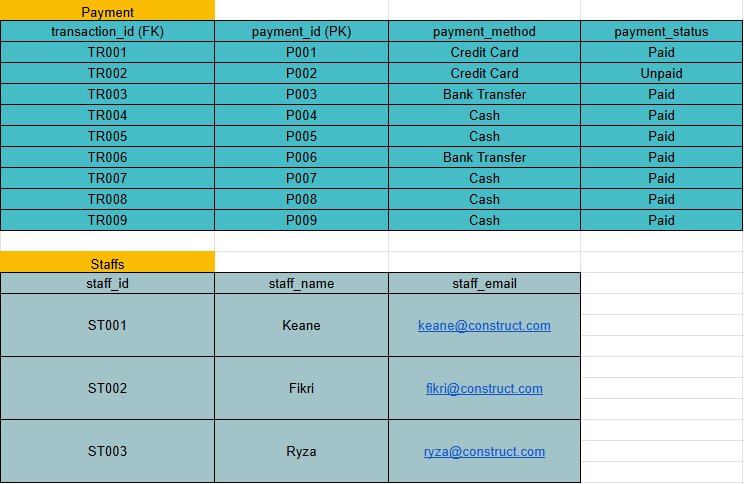 Payment
transaction_id (FK) payment_id (PK) payment_method payment_status
TR001 P001 Credit Card Paid
TR002 P002 Credit Card Unpaid
TR003 P003 Bank Transfer Paid
TR004 P004 Cash Paid
TR005 P005 Cash Paid
TR006 P006 Bank Transfer Paid
TR007 P007 Cash Paid
TR008 P008 Cash Paid
TR009 P009 Cash Paid
Staffs
staff_id staff_name staff_email
ST001 Keane keane@construct.com
ST002 Fikri fikri@construct.com
ST003 Ryza ryza@construct.com